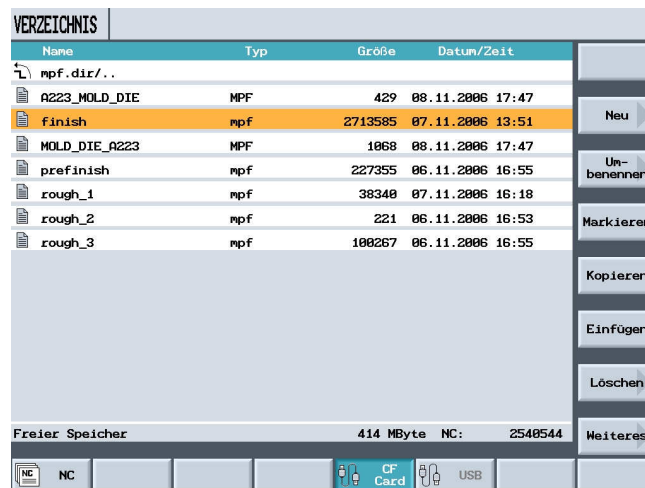 VERZEICHNIS
Name Typ Größe Datum/Zeit
mpf.dir/..
A223_MOLD_DIE MPF 429 08.11.2006 17:47
finish mpf 2713585 07.11.2006 13:51
MOLD_DIE_A223 MPF 1068 08.11.2006 17:47
prefinish mpf 227355 06.11.2006 16:55
rough_1 mpf 38340 07.11.2006 16:18
rough_2 mpf 221 06.11.2006 16:53
rough_3 mpf 100267 06.11.2006 16:55
Freier Speicher 414 MByte NC: 2540544
Neu
Um-
benennen
Markieren
Kopieren
Einfügen
Löschen
Weiteres
NC NC
CF
Card
USB